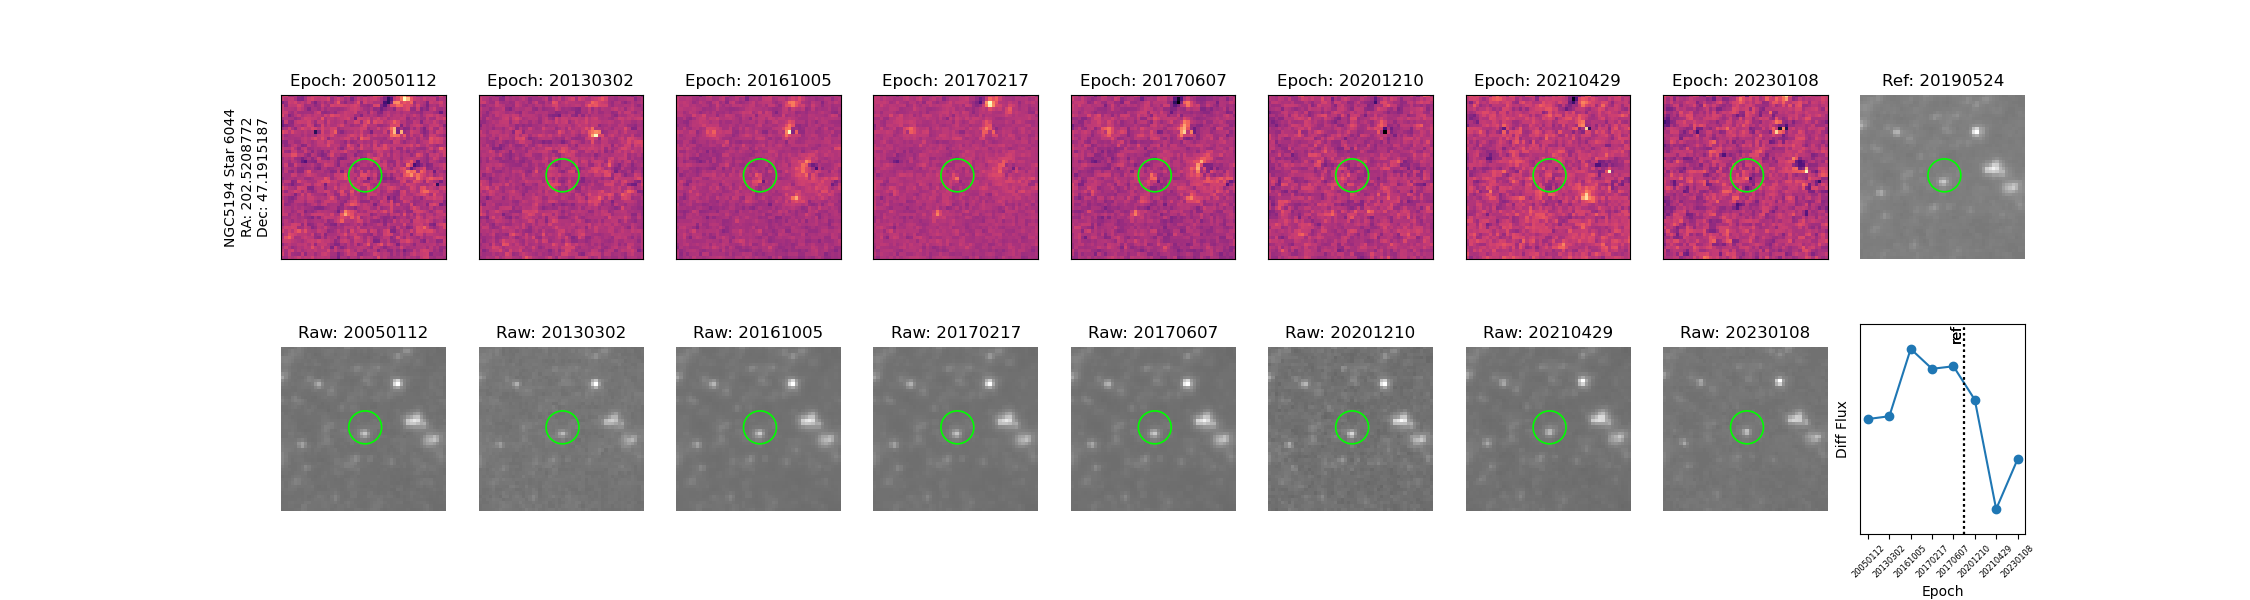 NGC5194 Star 6044
RA: 202.5208772
Dec: 47.1915187
Epoch: 20050112
Epoch: 20130302
Epoch: 20161005
Epoch: 20170217
Epoch: 20170607
Epoch: 20201210
Epoch: 20210429
Epoch: 20230108
Ref: 20190524
Raw: 20050112
Raw: 20130302
Raw: 20161005
Raw: 20170217
Raw: 20170607
Raw: 20201210
Raw: 20210429
Raw: 20230108
ref
Diff Flux
20050112
20130302
20161005
20170217
20170607
20201210
20210429
20230108
Epoch